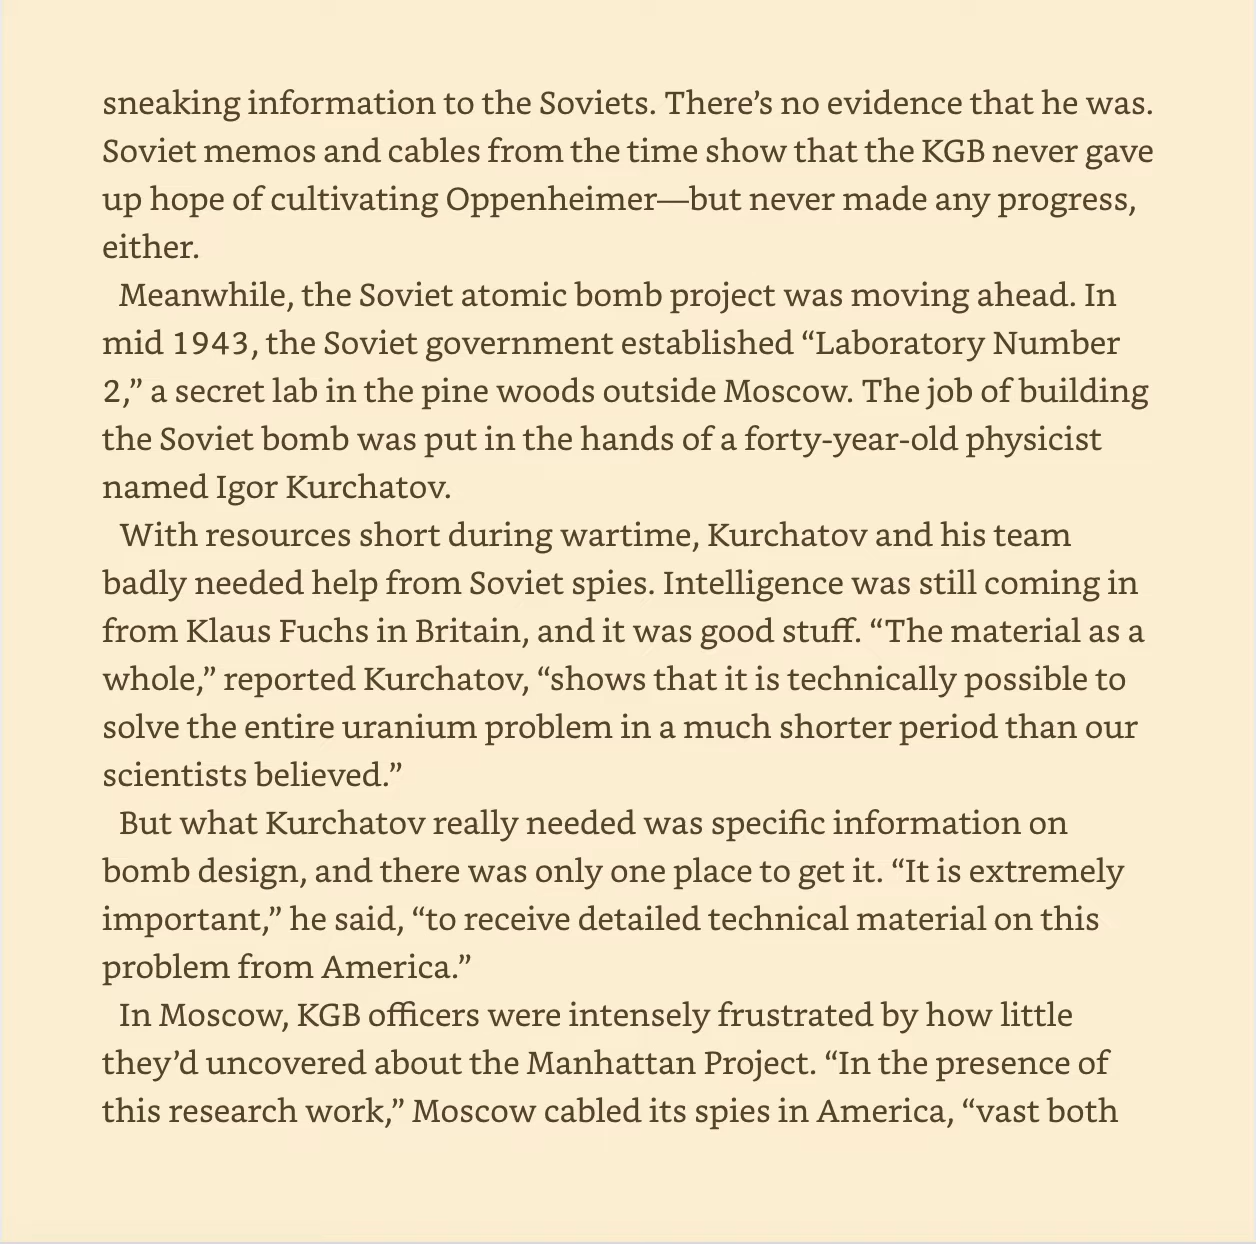 sneaking information to the Soviets. There’s no evidence that he was.
Soviet memos and cables from the time show that the KGB never gave
up hope of cultivating Oppenheimer—but never made any progress,
either.
Meanwhile, the Soviet atomic bomb project was moving ahead. In
mid 1943, the Soviet government established “Laboratory Number
2,” a secret lab in the pine woods outside Moscow. The job of building
the Soviet bomb was put in the hands of a forty-year-old physicist
named Igor Kurchatov.
With resources short during wartime, Kurchatov and his team
badly needed help from Soviet spies. Intelligence was still coming in
from Klaus Fuchs in Britain, and it was good stuff. “The material as a
whole,” reported Kurchatov, “shows that it is technically possible to
solve the entire uranium problem in a much shorter period than our
scientists believed.”
But what Kurchatov really needed was specific information on
bomb design, and there was only one place to get it. “It is extremely
important,” he said, “to receive detailed technical material on this
problem from America.”
In Moscow, KGB officers were intensely frustrated by how little
they’d uncovered about the Manhattan Project. “In the presence of
this research work,” Moscow cabled its spies in America, “vast both